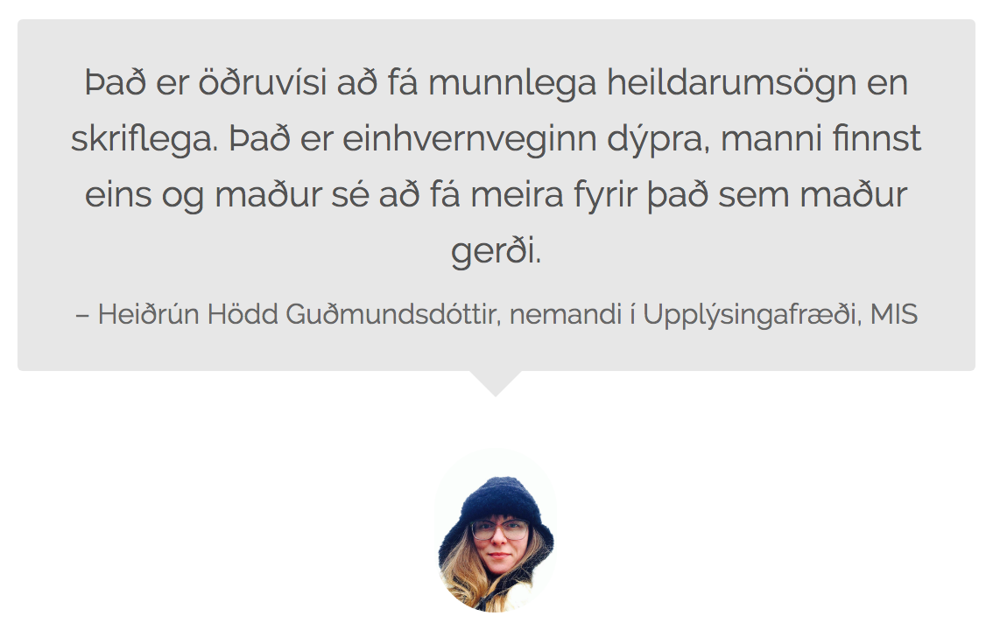 Það er öðruvísi að fá munnlega heildarumsögn en
skriflega. Það er einhvernveginn dýpra, manni finnst
eins og maður sé að fá meira fyrir það sem maður
gerði.
– Heiðrún Hödd Guðmundsdóttir, nemandi í Upplýsingafræði, MIS